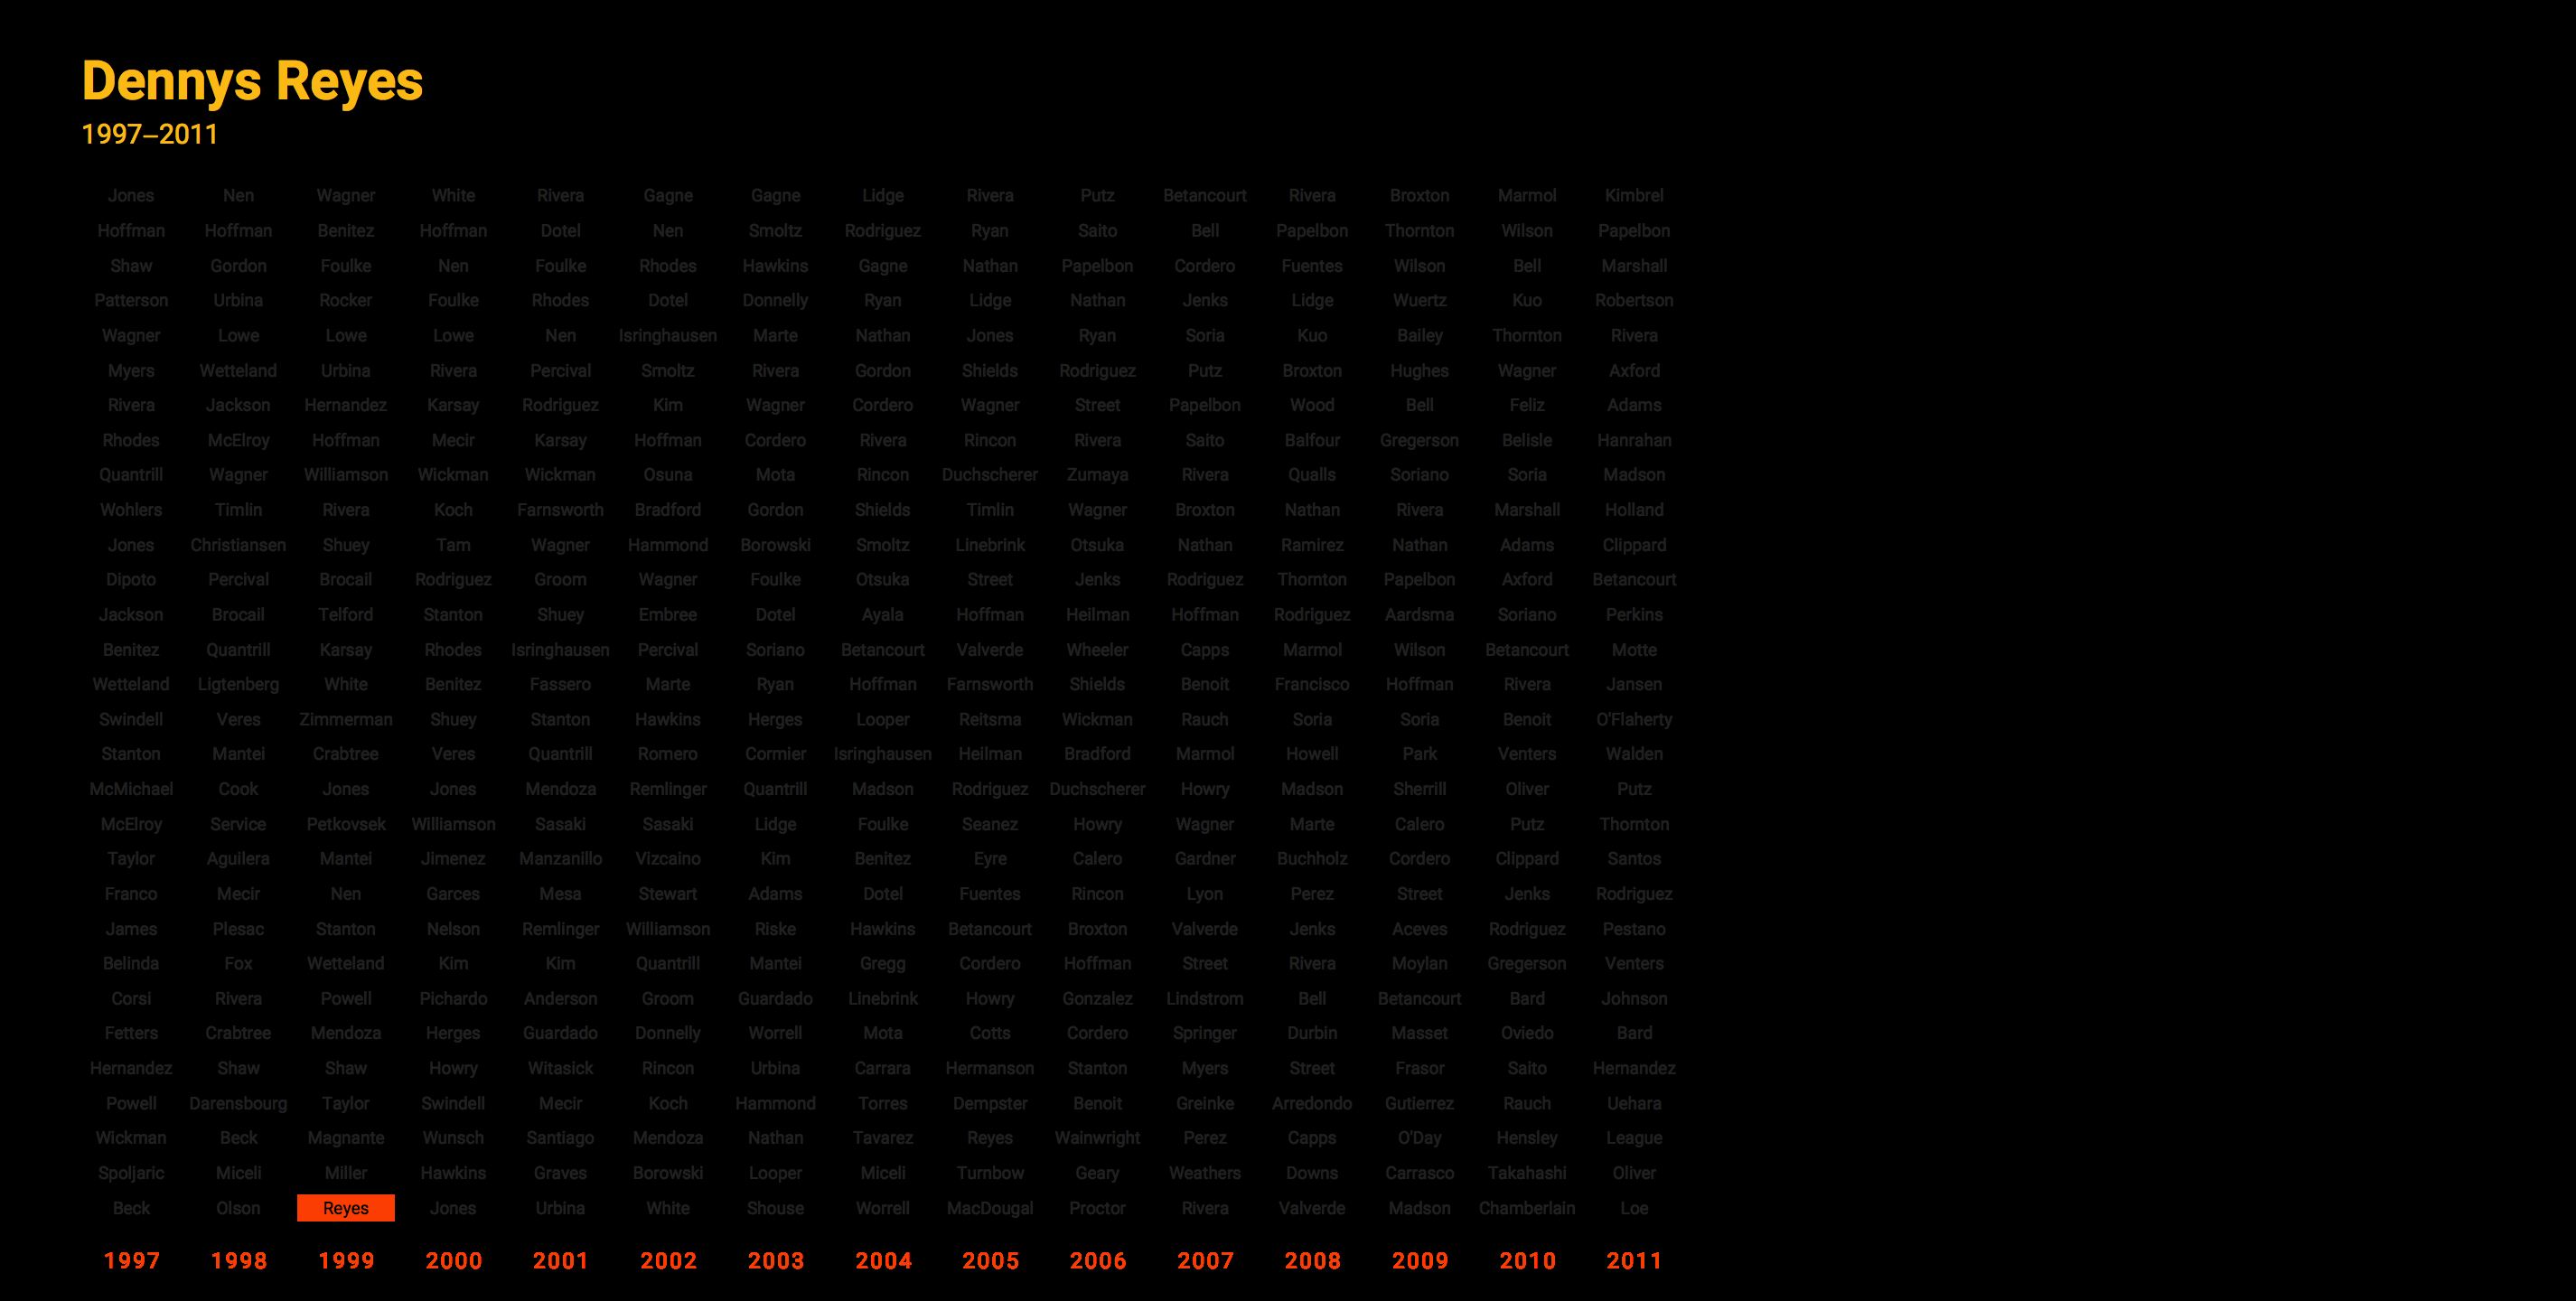 Dennys Reyes
1997–2011
Jones Nen Wagner White Rivera Gagne Gagne Lidge Rivera Putz Betancourt Rivera Broxton Marmol Kimbrel
Hoffman Hoffman Benitez Hoffman Dotel Nen Smoltz Rodriguez Ryan Saito Bell Papelbon Thornton Wilson Papelbon
Shaw Gordon Foulke Nen Foulke Rhodes Hawkins Gagne Nathan Papelbon Cordero Fuentes Wilson Bell Marshall
Patterson Urbina Rocker Foulke Rhodes Dotel Donnelly Ryan Lidge Nathan Jenks Lidge Wuertz Kuo Robertson
Wagner Lowe Lowe Lowe Nen Isringhausen Marte Nathan Jones Ryan Soria Kuo Bailey Thornton Rivera
Myers Wetteland Urbina Rivera Percival Smoltz Rivera Gordon Shields Rodriguez Putz Broxton Hughes Wagner Axford
Rivera Jackson Hernandez Karsay Rodriguez Kim Wagner Cordero Wagner Street Papelbon Wood Bell Feliz Adams
Rhodes McElroy Hoffman Mecir Karsay Hoffman Cordero Rivera Rincon Rivera Saito Balfour Gregerson Belisle Hanrahan
Quantrill Wagner Williamson Wickman Wickman Osuna Mota Rincon Duchscherer Zumaya Rivera Qualls Soriano Soria Madson
Wohlers Timlin Rivera Koch Farnsworth Bradford Gordon Shields Timlin Wagner Broxton Nathan Rivera Marshall Holland
Jones Christiansen Shuey Tam Wagner Hammond Borowski Smoltz Linebrink Otsuka Nathan Ramirez Nathan Adams Clippard
Dipoto Percival Brocail Rodriguez Groom Wagner Foulke Otsuka Street Jenks Rodriguez Thornton Papelbon Axford Betancourt
Jackson Brocail Telford Stanton Shuey Embree Dotel Ayala Hoffman Heilman Hoffman Rodriguez Aardsma Soriano Perkins
Benitez Quantrill Karsay Rhodes Isringhausen Percival Soriano Betancourt Valverde Wheeler Capps Marmol Wilson Betancourt Motte
Wetteland Ligtenberg White Benitez Fassero Marte Ryan Hoffman Farnsworth Shields Benoit Francisco Hoffman Rivera Jansen
Swindell Veres Zimmerman Shuey Stanton Hawkins Herges Looper Reitsma Wickman Rauch Soria Soria Benoit O'Flaherty
Stanton Mantei Crabtree Veres Quantrill Romero Cormier Isringhausen Heilman Bradford Marmol Howell Park Venters Walden
McMichael Cook Jones Jones Mendoza Remlinger Quantrill Madson Rodriguez Duchscherer Howry Madson Sherrill Oliver Putz
McElroy Service Petkovsek Williamson Sasaki Sasaki Lidge Foulke Seanez Howry Wagner Marte Calero Putz Thornton
Taylor Aguilera Mantei Jimenez Manzanillo Vizcaino Kim Benitez Eyre Calero Gardner Buchholz Cordero Clippard Santos
Franco Mecir Nen Garces Mesa Stewart Adams Dotel Fuentes Rincon Lyon Perez Street Jenks Rodriguez
James Plesac Stanton Nelson Remlinger Williamson Riske Hawkins Betancourt Broxton Valverde Jenks Aceves Rodriguez Pestano
Belinda Fox Wetteland Kim Kim Quantrill Mantei Gregg Cordero Hoffman Street Rivera Moylan Gregerson Venters
Corsi Rivera Powell Pichardo Anderson Groom Guardado Linebrink Howry Gonzalez Lindstrom Bell Betancourt Bard Johnson
Fetters Crabtree Mendoza Herges Guardado Donnelly Worrell Mota Cotts Cordero Springer Durbin Masset Oviedo Bard
Hernandez Shaw Shaw Howry Witasick Rincon Urbina Carrara Hermanson Stanton Myers Street Frasor Saito Hernandez
Powell Darensbourg Taylor Swindell Mecir Koch Hammond Torres Dempster Benoit Greinke Arredondo Gutierrez Rauch Uehara
Wickman Beck Magnante Wunsch Santiago Mendoza Nathan Tavarez Reyes Wainwright Perez Capps O'Day Hensley League
Spoljaric Miceli Miller Hawkins Graves Borowski Looper Miceli Turnbow Geary Weathers Downs Carrasco Takahashi Oliver
Beck Olson Reyes Jones Urbina White Shouse Worrell MacDougal Proctor Rivera Valverde Madson Chamberlain Loe
1997 1998 1999 2000 2001 2002 2003 2004 2005 2006 2007 2008 2009 2010 2011